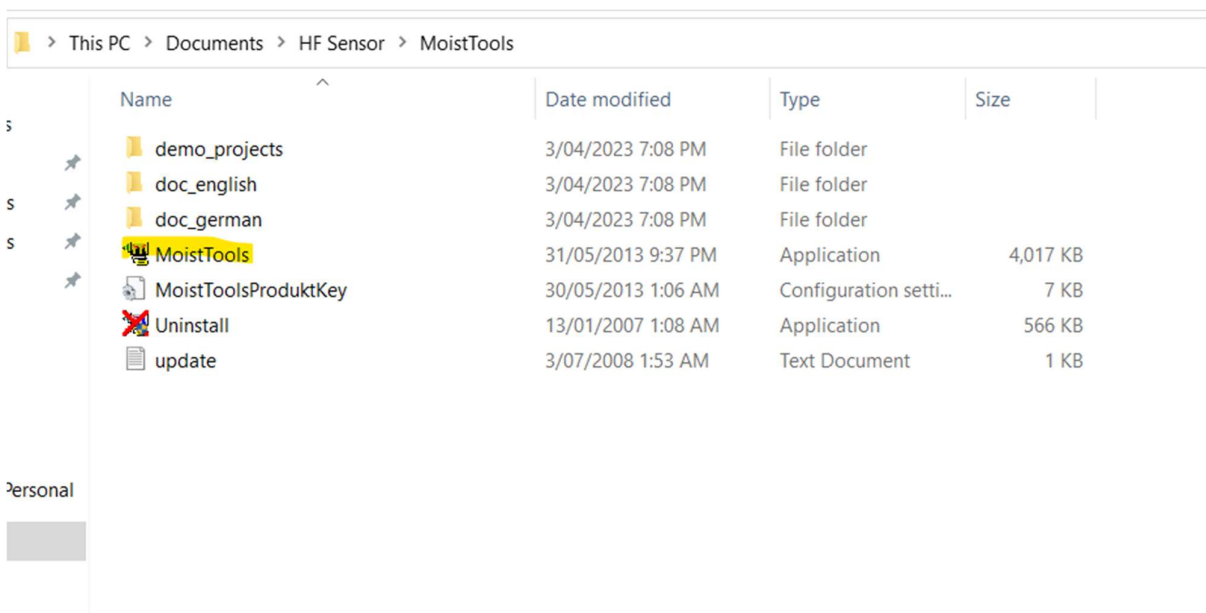 This PC > Documents > HF Sensor > MoistTools
Name Date modified Type Size
s
demo_projects 3/04/2023 7:08 PM File folder
doc_english 3/04/2023 7:08 PM File folder
s
doc_german 3/04/2023 7:08 PM File folder
s
MoistTools 31/05/2013 9:37 PM Application 4,017 KB
MoistToolsProduktKey 30/05/2013 1:06 AM Configuration setti... 7 KB
Uninstall 13/01/2007 1:08 AM Application 566 KB
update 3/07/2008 1:53 AM Text Document 1 KB
Personal